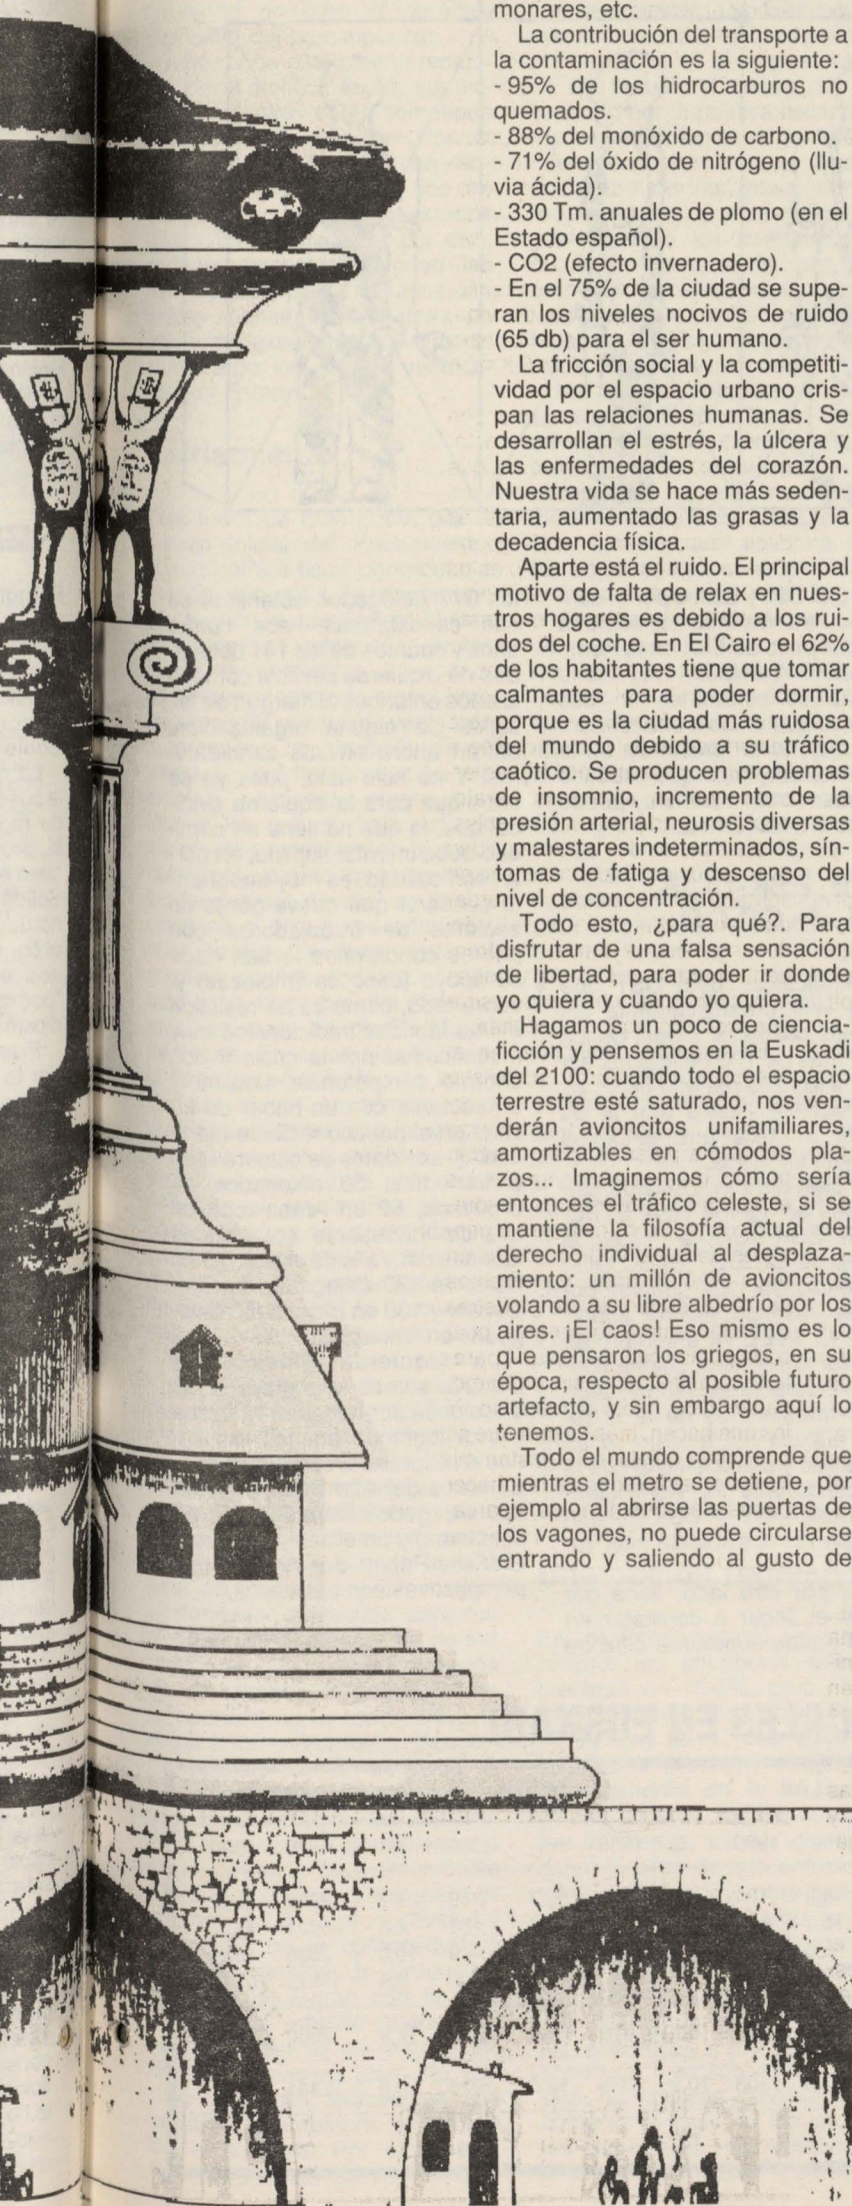 monares, etc.
La contribución del transporte a
la contaminación es la siguiente:
- 95% de los hidrocarburos no
quemados.
- 88% del monóxido de carbono.
- 71% del óxido de nitrógeno (llu-
via ácida).
- 330 Tm. anuales de plomo (en el
Estado español).
- CO2 (efecto invernadero).
- En el 75% de la ciudad se supe-
ran los niveles nocivos de ruido
(65 db) para el ser humano.
La fricción social y la competiti-
vidad por el espacio urbano cris-
pan las relaciones humanas. Se
desarrollan el estrés, la úlcera y
las enfermedades del corazón.
Nuestra vida se hace más seden-
taria, aumentado las grasas y la
decadencia física.
Aparte está el ruido. El principal
motivo de falta de relax en nues-
tros hogares es debido a los rui-
dos del coche. En El Cairo el 62%
de los habitantes tiene que tomar
calmantes para poder dormir,
porque es la ciudad más ruidosa
del mundo debido a su tráfico
caótico. Se producen problemas
de insomnio, incremento de la
presión arterial, neurosis diversas
y malestares indeterminados, sín-
tomas de fatiga y descenso del
nivel de concentración.
Todo esto, ¿para qué?. Para
disfrutar de una falsa sensación
de libertad, para poder ir donde
yo quiera y cuando yo quiera.
Hagamos un poco de ciencia-
ficción y pensemos en la Euskadi
del 2100: cuando todo el espacio
terrestre esté saturado, nos ven-
derán avioncitos unifamiliares,
amortizables en cómodos pla-
zos... Imaginemos cómo sería
entonces el tráfico celeste, si se
mantiene la filosofía actual del
derecho individual al desplaza-
miento: un millón de avioncitos
volando a su libre albedrío por los
aires. ¡El caos! Eso mismo es lo
que pensaron los griegos, en su
época, respecto al posible futuro
artefacto, y sin embargo aquí lo
tenemos.
Todo el mundo comprende que
mientras el metro se detiene, por
ejemplo al abrirse las puertas de
los vagones, no puede circularse
entrando y saliendo al gusto de